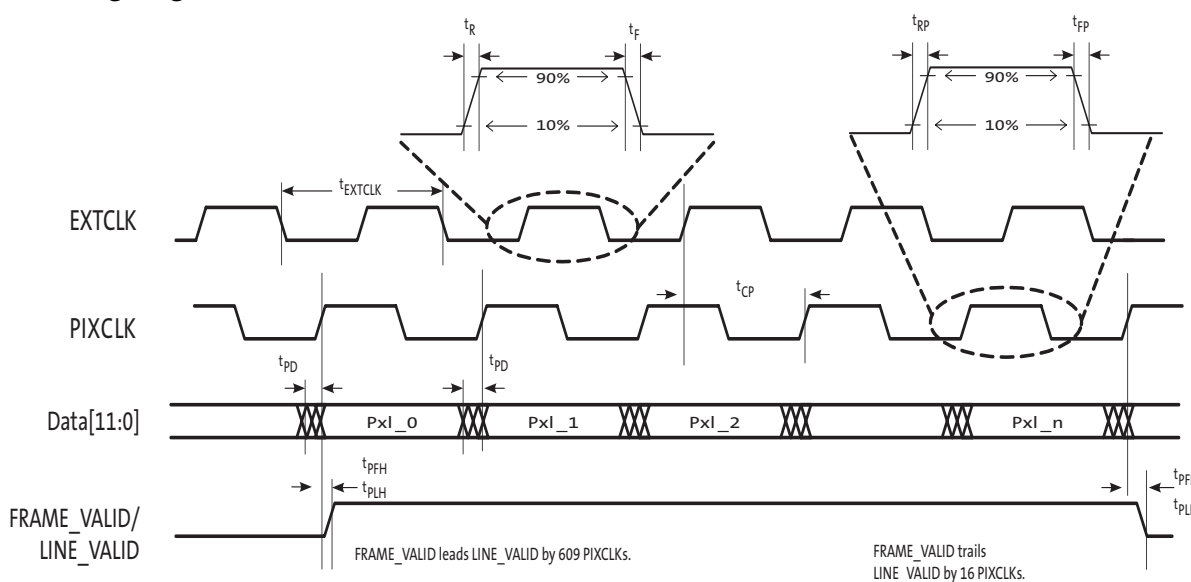 tR
tF
tRP
tFP
90%
90%
10%
10%
tEXTCLK
EXTCLK
tCP
PIXCLK
tPD
tPD
Data[11:0]
Pxl_0
Pxl_1
Pxl_2
Pxl_n
tPFH
tPLH
FRAME_VALID/
LINE_VALID
FRAME_VALID leads LINE_VALID by 609 PIXCLKs.
FRAME_VALID trails
LINE_VALID by 16 PIXCLKs.